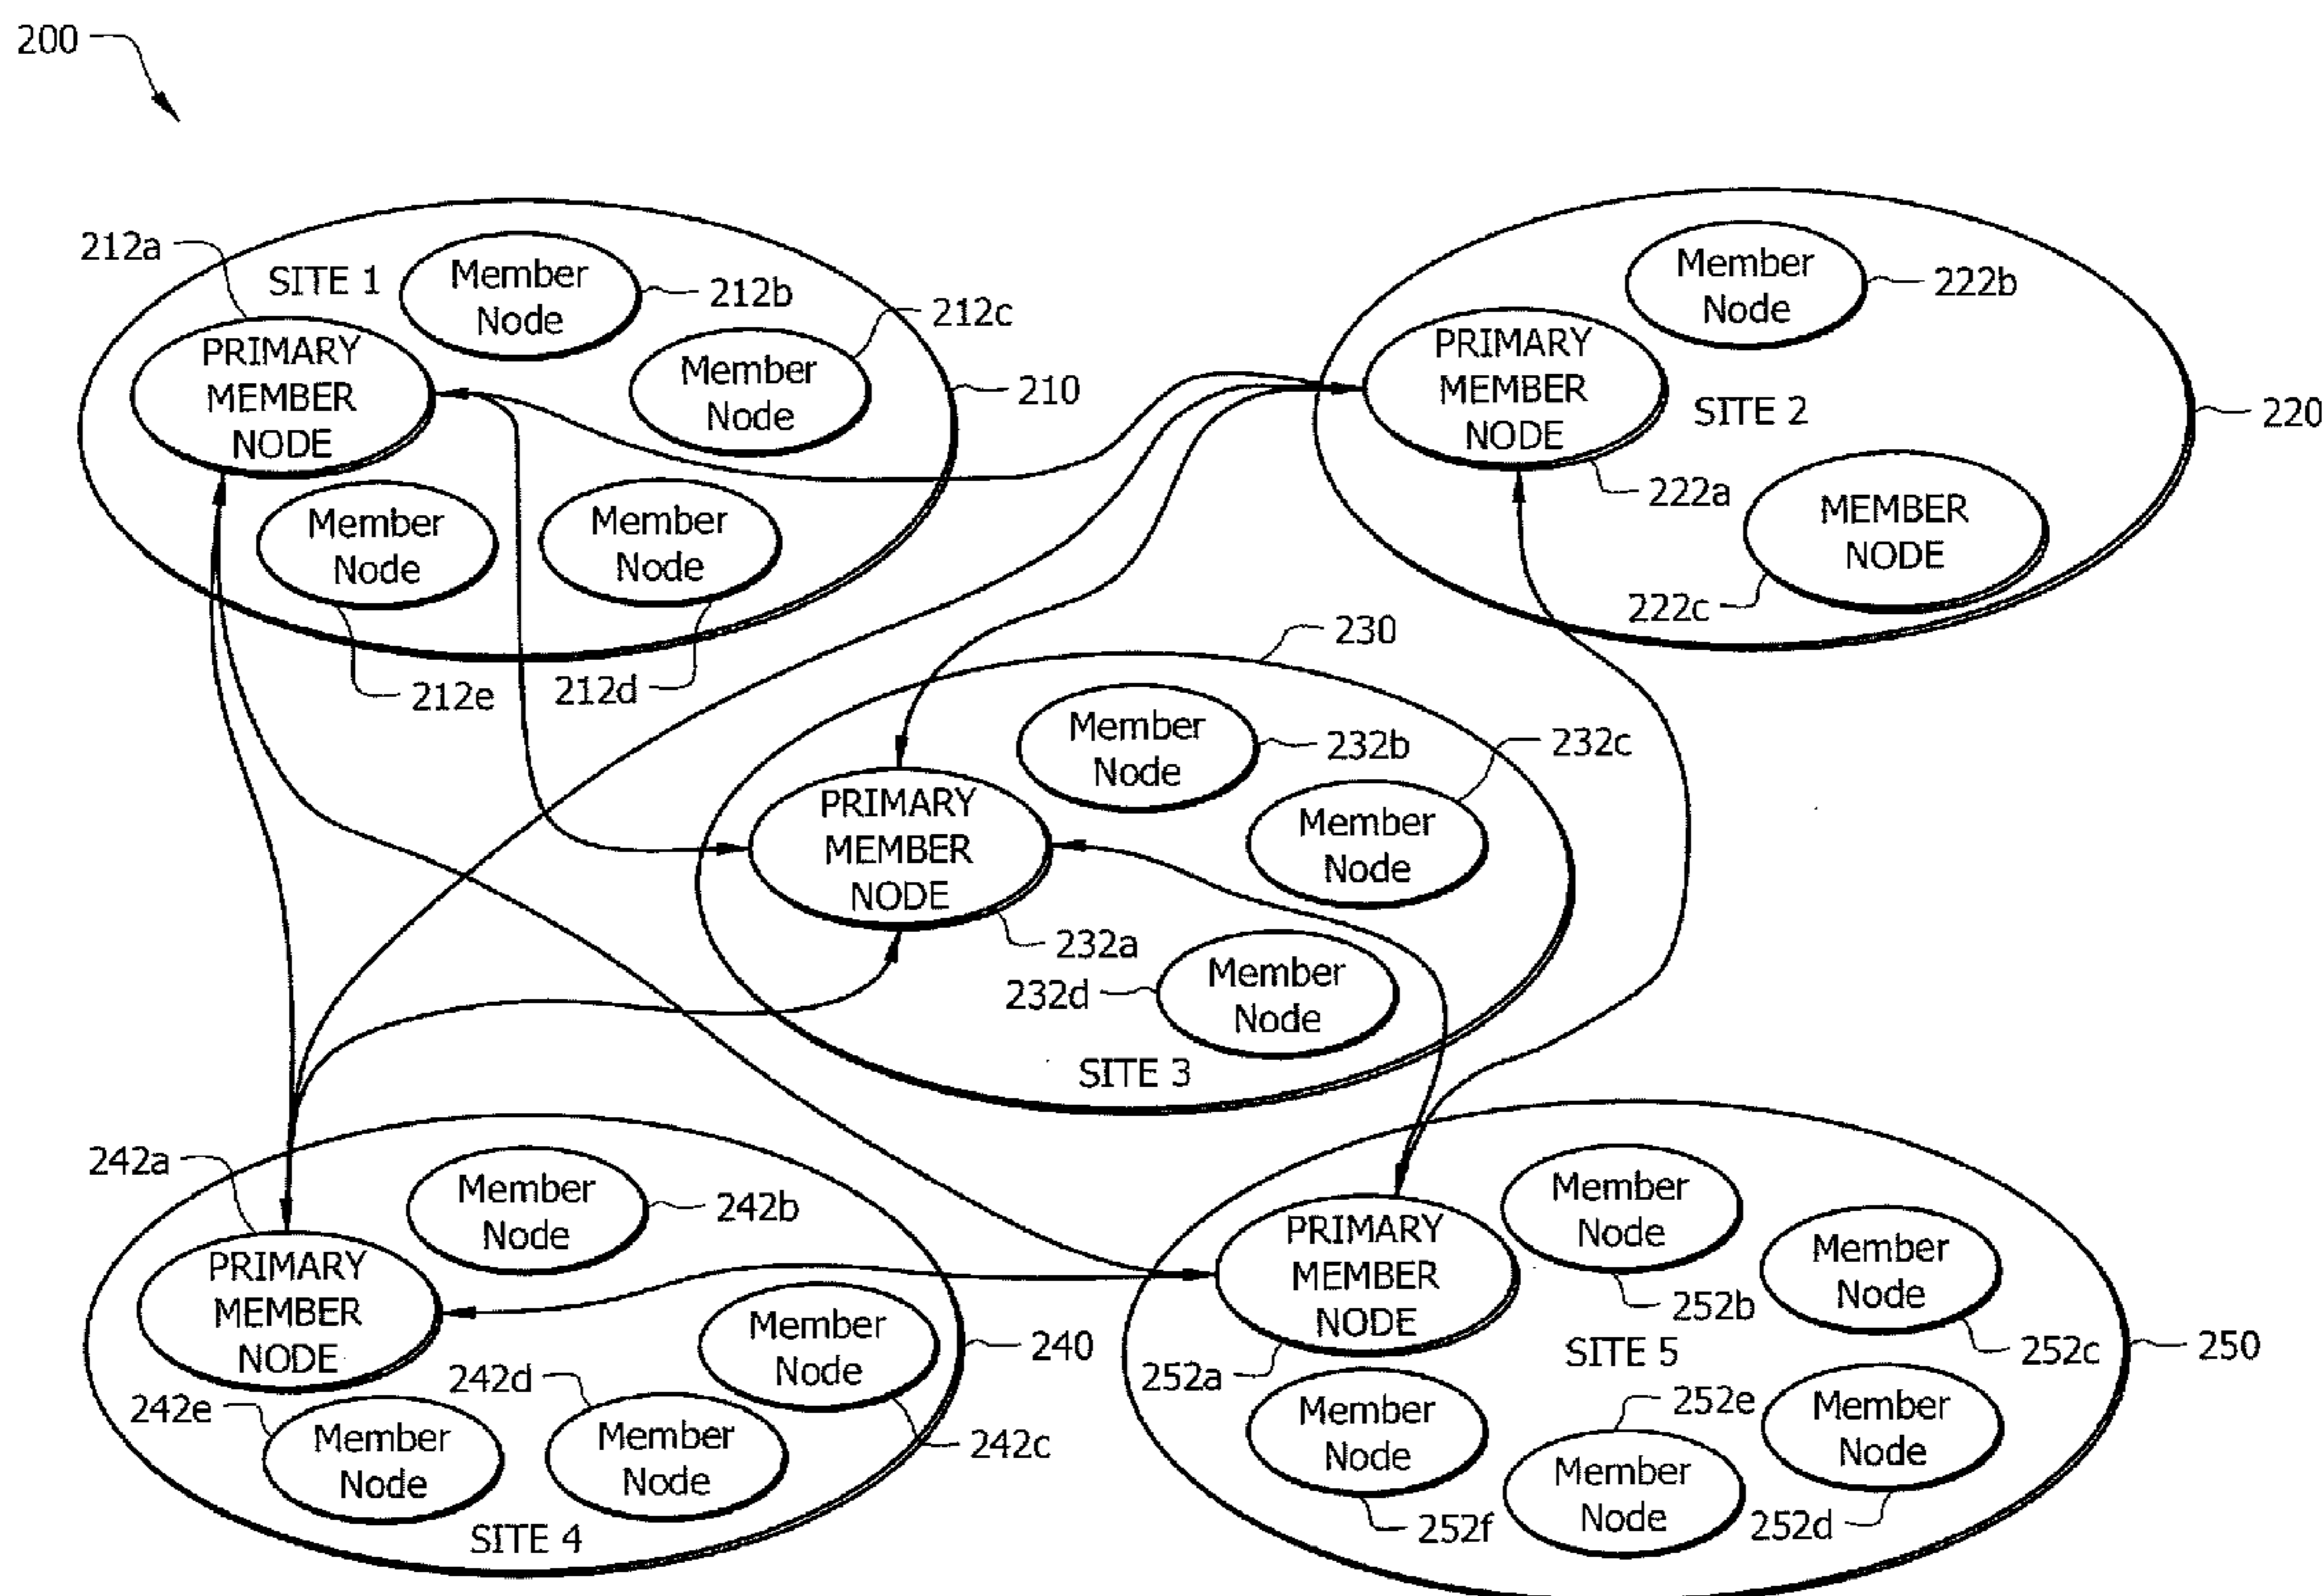 200
212a
SITE 1
Member
Node
212b
212c
Member
Node
PRIMARY
MEMBER
NODE
210
Member
Node
Member
Node
212e
212d
Member
Node
222b
PRIMARY
MEMBER
NODE
SITE 2
220
222a
MEMBER
NODE
222c
230
Member
Node
232b
232c
PRIMARY
MEMBER
NODE
Member
Node
232a
232d
Member
Node
SITE 3
242a
Member
Node
242b
PRIMARY
MEMBER
NODE
Member
Node
240
242d
242e
Member
Node
Member
Node
242c
SITE 4
PRIMARY
MEMBER
NODE
Member
Node
252b
Member
Node
252c
SITE 5
250
252a
Member
Node
252e
Member
Node
Member
Node
252f
252d